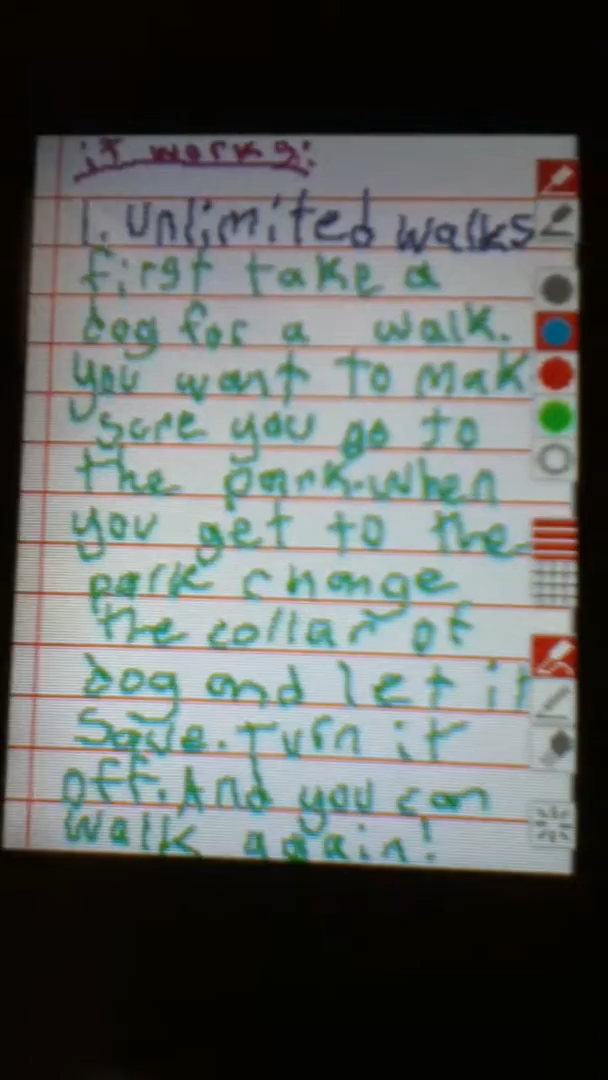 it works:
1. Unlimited walks
first take a
dog for a walk.
you want to mak
sure you go to
the park. When
you get to the
park change
the collar of
dog and let it
save. Turn it
off. And you can
walk again!